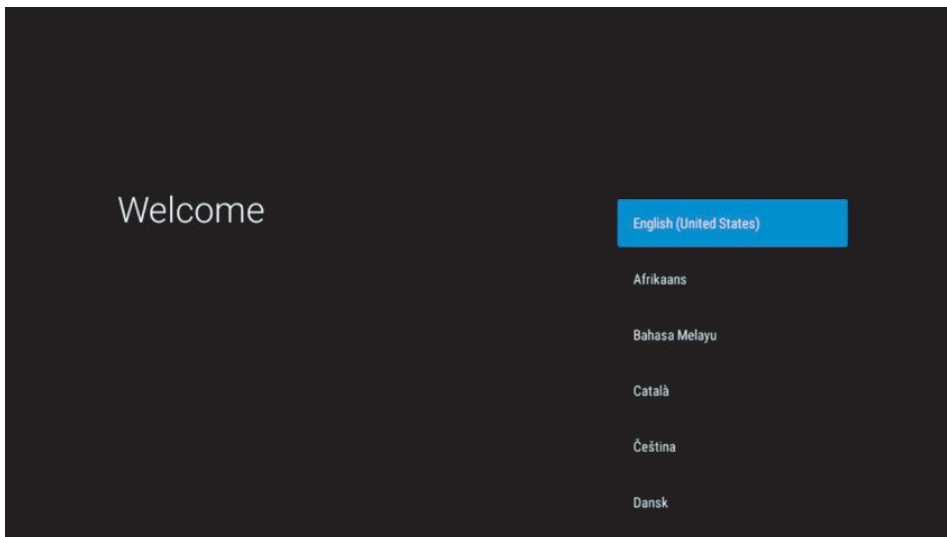 Welcome
English (United States)
Afrikaans
Bahasa Melayu
Català
Čeština
Dansk